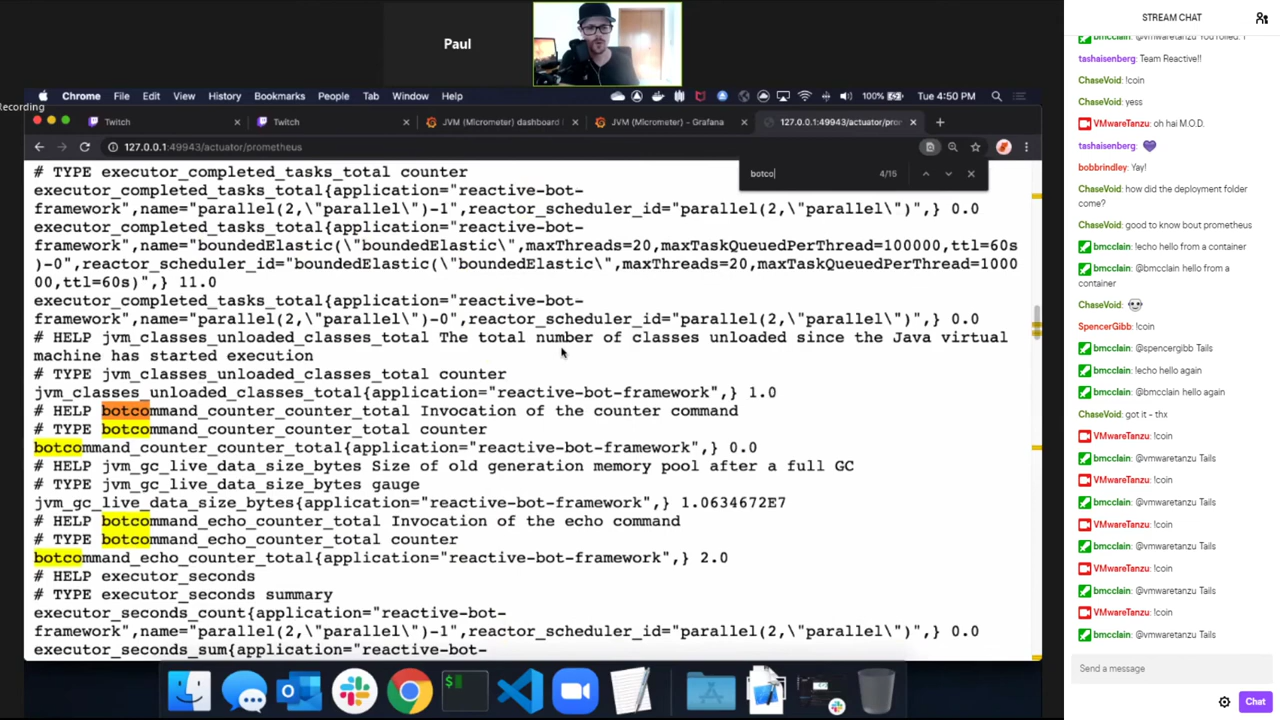 Paul
Recording
Chrome File Edit View History Bookmarks People Tab Window Help 100% Tue 4:50 PM
Twitch Twitch JVM (Micrometer) dashboard JVM (Micrometer) - Grafana 127.0.0.1:49943/actuator/pro
127.0.0.1:49943/actuator/prometheus
botco 4/15
# TYPE executor_completed_tasks_total counter
executor_completed_tasks_total{application="reactive-bot-
framework",name="parallel(2,\"parallel\")-1",reactor_scheduler_id="parallel(2,\"parallel\")",} 0.0
executor_completed_tasks_total{application="reactive-bot-
framework",name="boundedElastic(\"boundedElastic\",maxThreads=20,maxTaskQueuedPerThread=100000,ttl=60s
)-0",reactor_scheduler_id="boundedElastic(\"boundedElastic\",maxThreads=20,maxTaskQueuedPerThread=1000
00,ttl=60s)",} 11.0
executor_completed_tasks_total{application="reactive-bot-
framework",name="parallel(2,\"parallel\")-0",reactor_scheduler_id="parallel(2,\"parallel\")",} 0.0
# HELP jvm_classes_unloaded_classes_total The total number of classes unloaded since the Java virtual
machine has started execution
# TYPE jvm_classes_unloaded_classes_total counter
jvm_classes_unloaded_classes_total{application="reactive-bot-framework",} 1.0
# HELP botcommand_counter_counter_total Invocation of the counter command
# TYPE botcommand_counter_counter_total counter
botcommand_counter_counter_total{application="reactive-bot-framework",} 0.0
# HELP jvm_gc_live_data_size_bytes Size of old generation memory pool after a full GC
# TYPE jvm_gc_live_data_size_bytes gauge
jvm_gc_live_data_size_bytes{application="reactive-bot-framework",} 1.0634672E7
# HELP botcommand_echo_counter_total Invocation of the echo command
# TYPE botcommand_echo_counter_total counter
botcommand_echo_counter_total{application="reactive-bot-framework",} 2.0
# HELP executor_seconds
# TYPE executor_seconds summary
executor_seconds_count{application="reactive-bot-
framework",name="parallel(2,\"parallel\")-1",reactor_scheduler_id="parallel(2,\"parallel\")",} 0.0
executor_seconds_sum{application="reactive-bot-
STREAM CHAT
bmcclain: @vmwaretanzu You rolled: 1
tashaisenberg: Team Reactive!!
ChaseVoid: !coin
ChaseVoid: yess
VMwareTanzu: oh hai M.O.D.
tashaisenberg:
bobbrindley: Yay!
ChaseVoid: how did the deployment folder
come?
ChaseVoid: good to know bout prometheus
bmcclain: !echo hello from a container
bmcclain: @bmcclain hello from a
container
ChaseVoid:
SpencerGibb: !coin
bmcclain: @spencergibb Tails
bmcclain: !echo hello again
bmcclain: @bmcclain hello again
ChaseVoid: got it - thx
VMwareTanzu: !coin
bmcclain: @vmwaretanzu Tails
VMwareTanzu: !coin
bmcclain: @vmwaretanzu Tails
VMwareTanzu: !coin
bmcclain: @vmwaretanzu Tails
VMwareTanzu: !coin
bmcclain: @vmwaretanzu Tails
VMwareTanzu: !coin
bmcclain: @vmwaretanzu Tails
Send a message
Chat